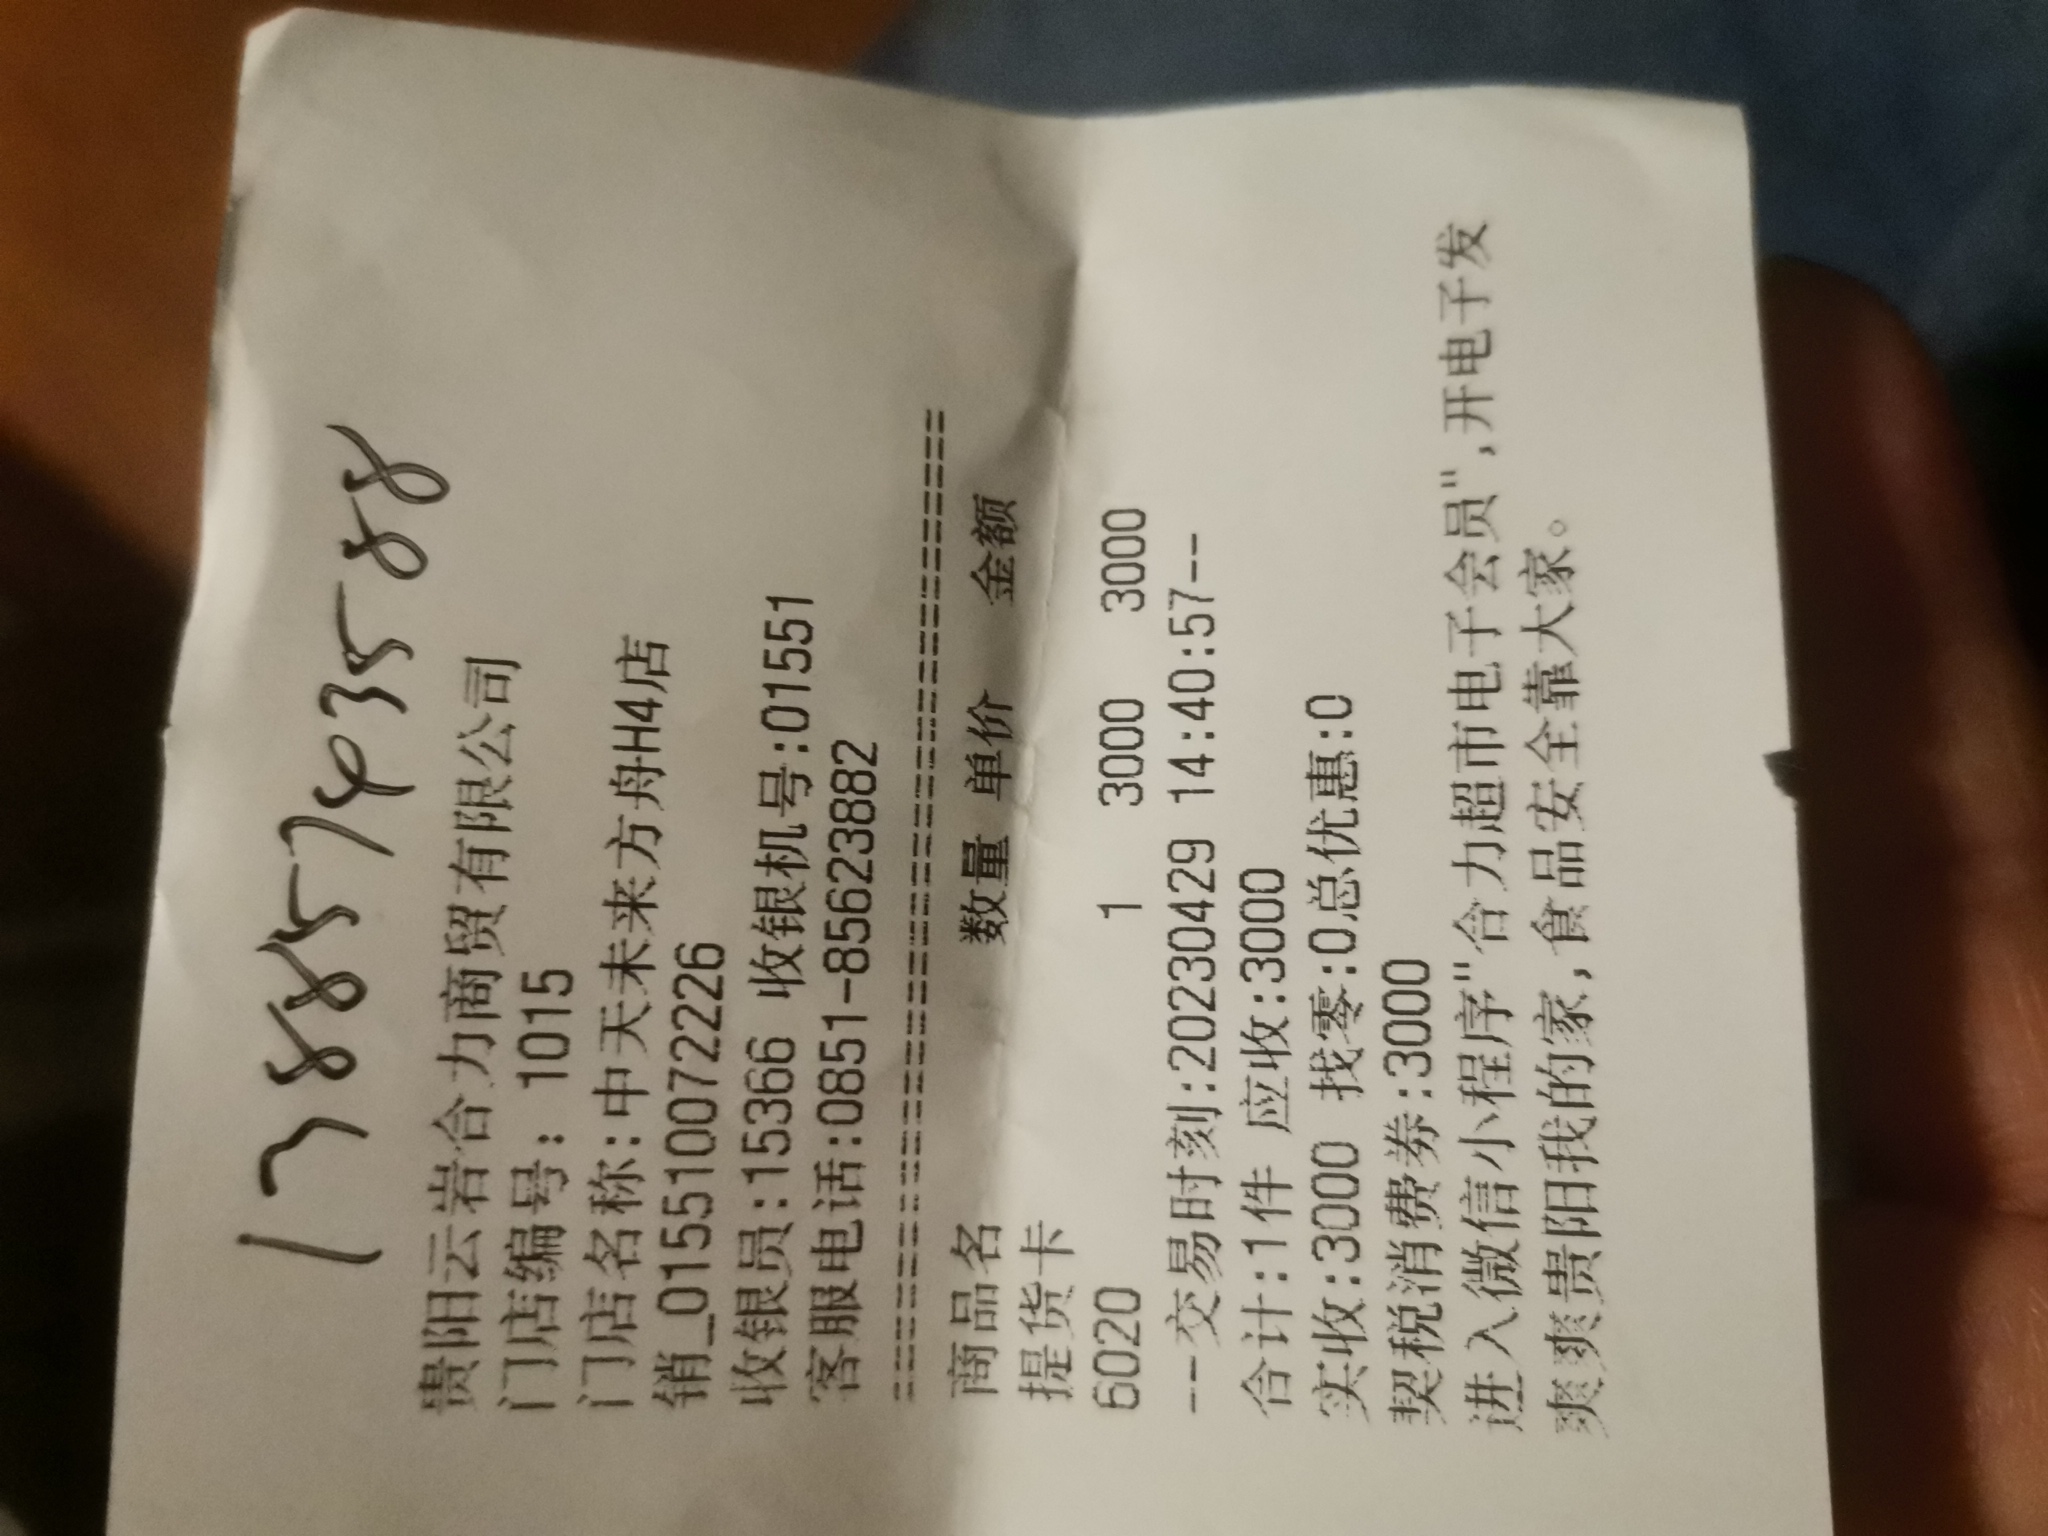 13885743588
贵阳云岩合力商贸有限公司
门店编号: 1015
门店名称:中天未来方舟H4店
销_01551007​2226
收银员:15366 收银机号:01551
客服电话:0851-85623882
================================
商品名 数量 单价 金额
提货卡
6020 1 3000 3000
--交易时刻:20230429 14:40:57--
合计:1件 应收:3000
实收:3000 找零:0总优惠:0
契税消费券:3000
进入微信小程序"合力超市电子会员",开电子发
爽爽贵阳我的家,食品安全靠大家。